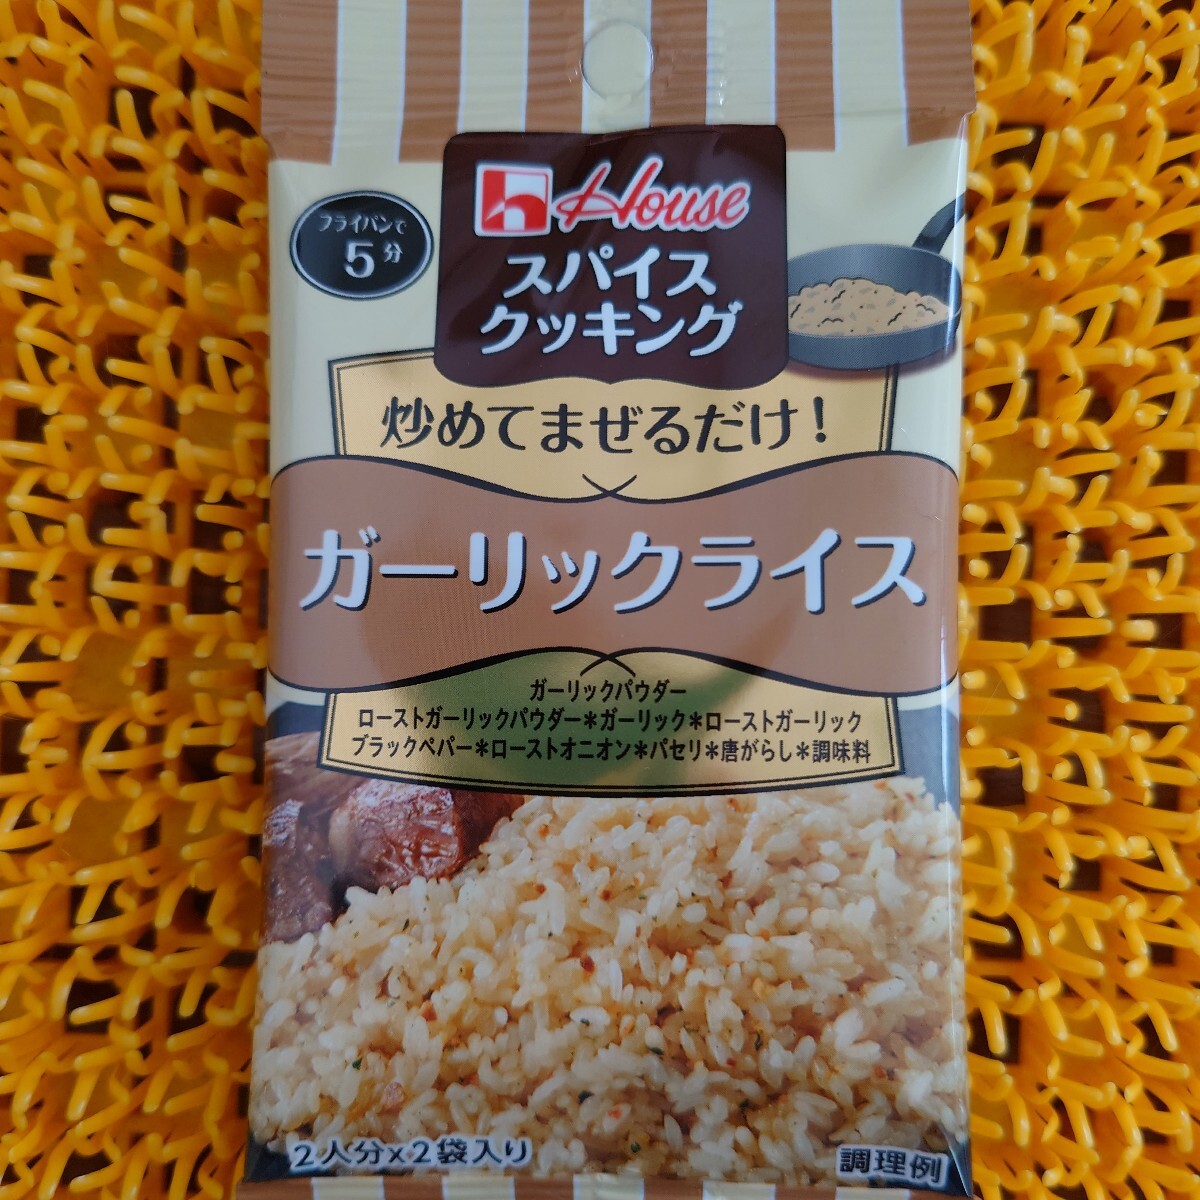 House
フライパンで
5分
スパイス
クッキング
炒めてまぜるだけ!
ガーリックライス
ガーリックパウダー
ローストガーリックパウダー*ガーリック*ローストガーリック
ブラックペパー*ローストオニオン*パセリ*唐がらし*調味料
2人分×2袋入り
調理例